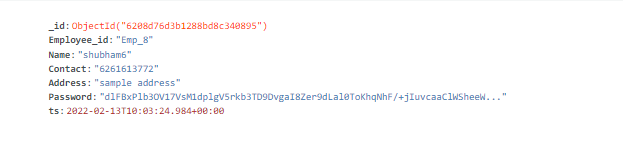 _id: ObjectId("6208d76d3b1288bd8c340895")
Employee_id: "Emp_8"
Name: "shubham6"
Contact: "6261613772"
Address: "sample address"
Password: "dlFBxPlb3OV17VsM1dplgV5rkb3TD9DvgaI8Zer9dLal0ToKhqNhF/+jIuvcaaClWSheeW..."
ts: 2022-02-13T10:03:24.984+00:00